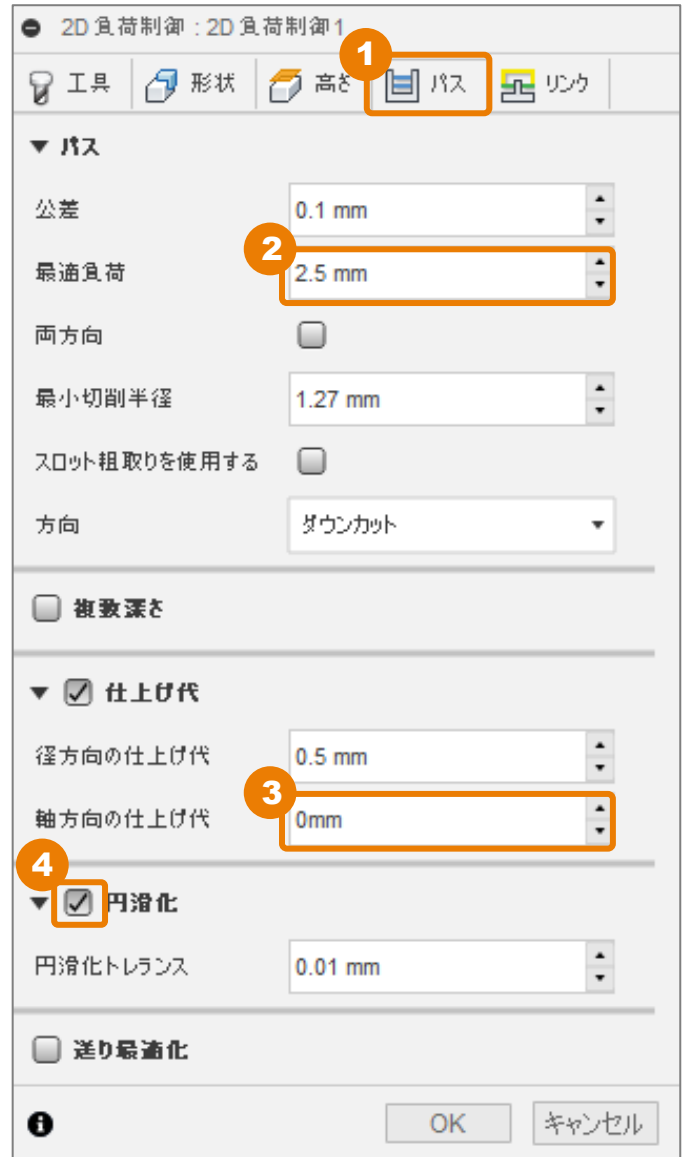 2D 負荷制御 : 2D 負荷制御1
1
工具 形状 高さ パス リンク
パス
公差 0.1 mm
2
最適負荷 2.5 mm
両方向
最小切削半径 1.27 mm
スロット粗取りを使用する
方向 ダウンカット
複数深さ
仕上げ代
径方向の仕上げ代 0.5 mm
3
軸方向の仕上げ代 0mm
4
円滑化
円滑化トレランス 0.01 mm
送り最適化
OK キャンセル